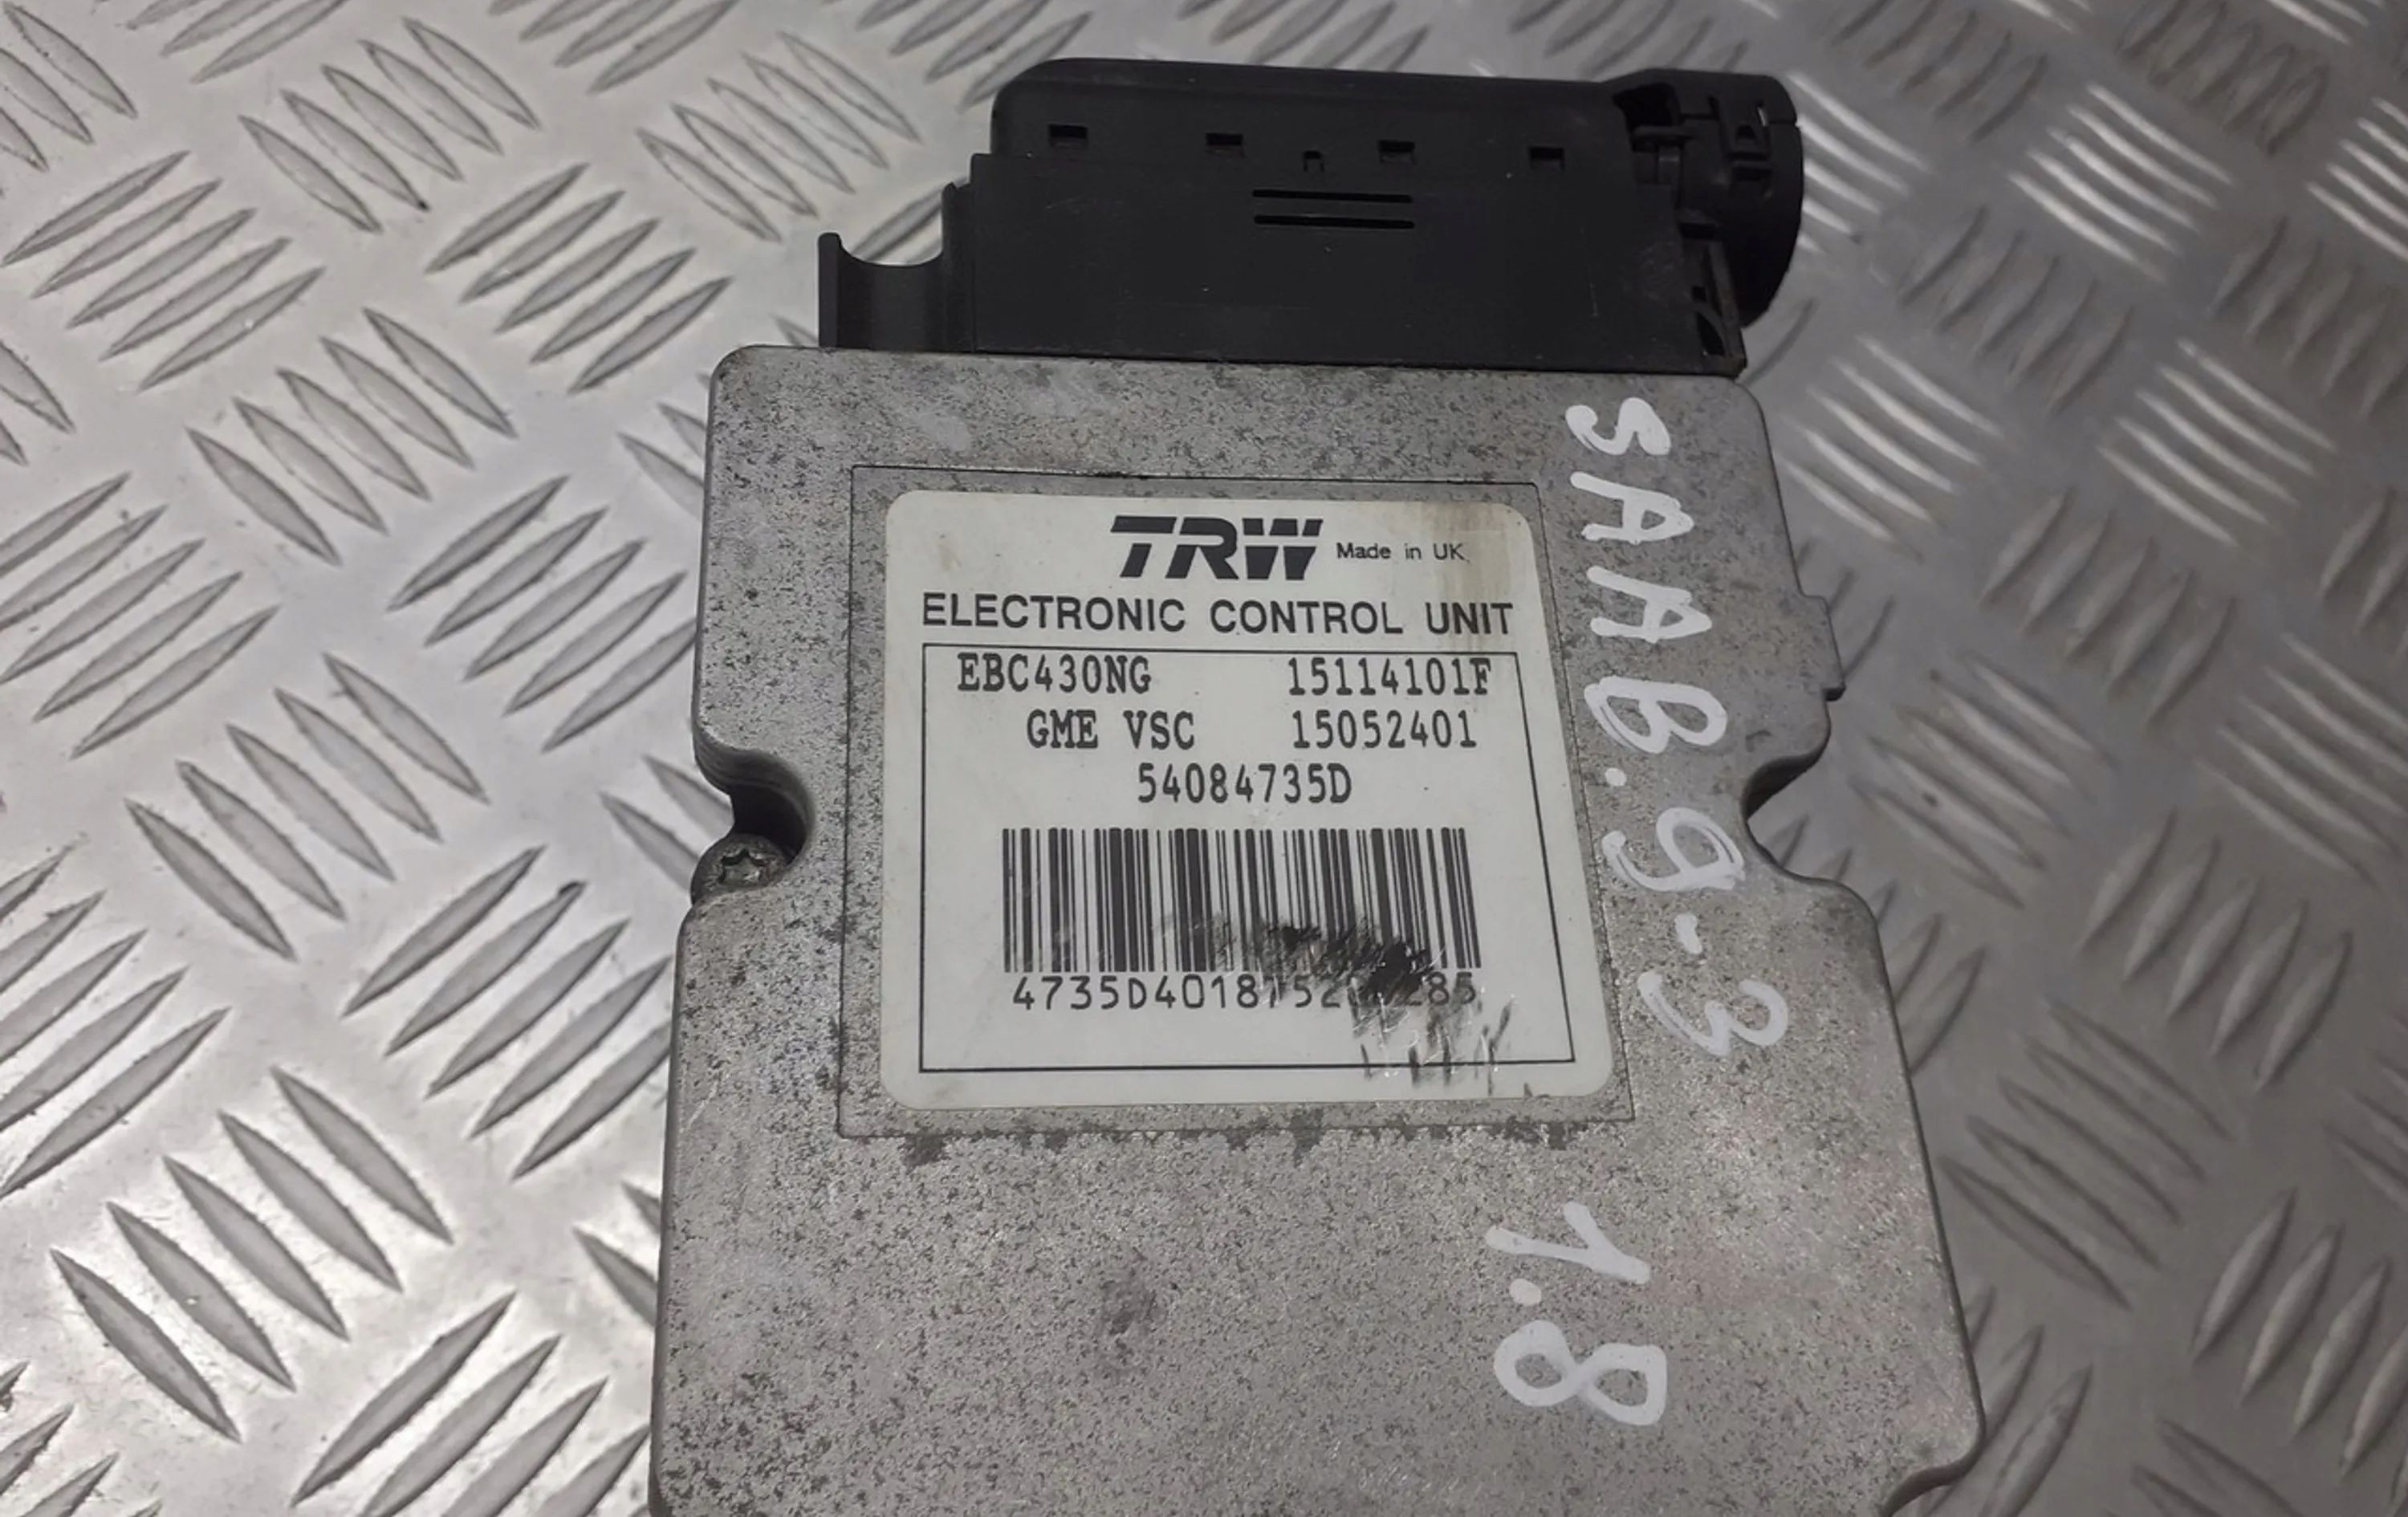 TRW Made in UK
ELECTRONIC CONTROL UNIT
EBC430NG 15114101F
GME VSC 15052401
54084735D
SAAB.9-3
1.8